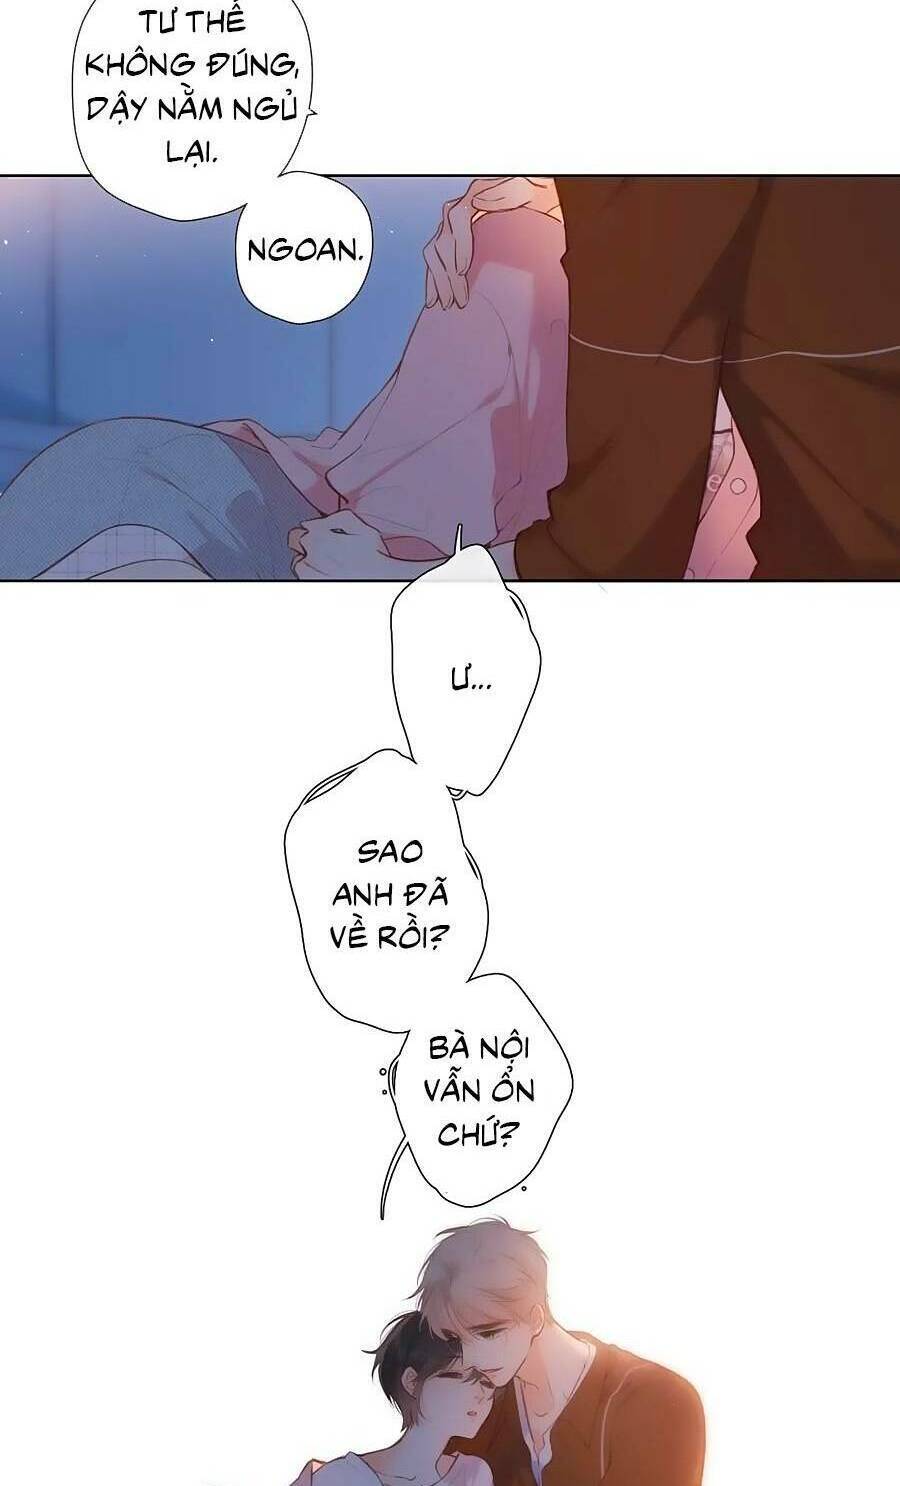 TƯ THẾ
KHÔNG ĐÚNG,
DẬY NẰM NGỦ
LẠI.
NGOAN.
Ư...
SAO
ANH ĐÃ
VỀ RỒI?
BÀ NỘI
VẪN ỔN
CHỨ?